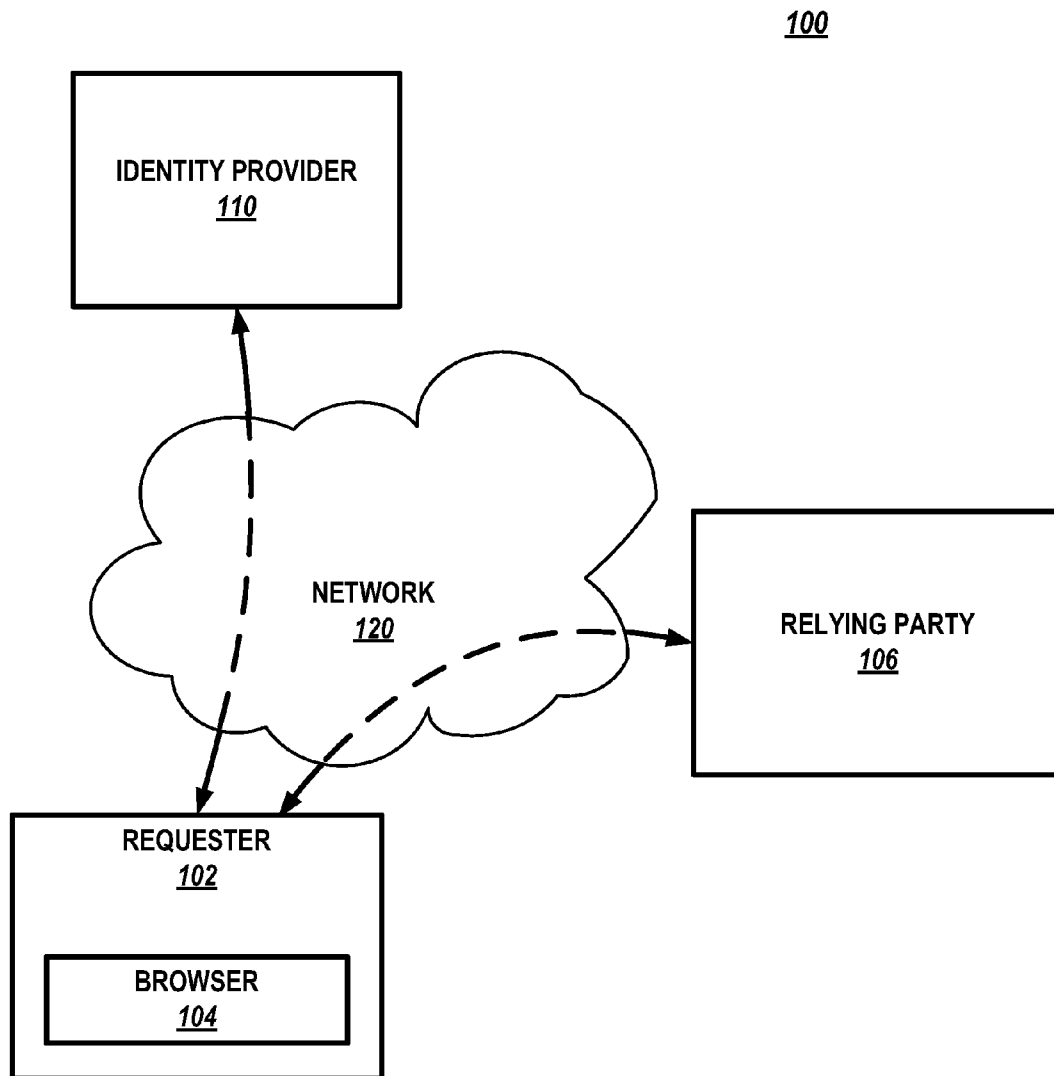 100
IDENTITY PROVIDER
110
NETWORK
120
RELYING PARTY
106
REQUESTER
102
BROWSER
104